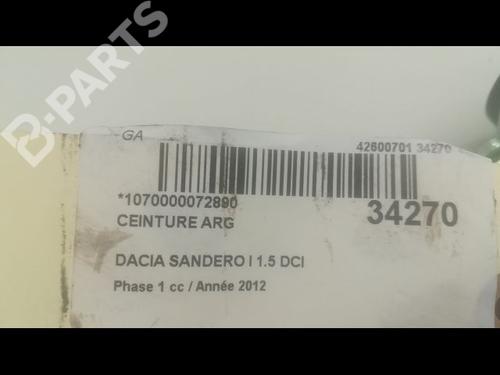 B-PARTS
GA
42600701 34270
*1070000072890
34270
CEINTURE ARG
DACIA SANDERO I 1.5 DCI
Phase 1 cc / Année 2012